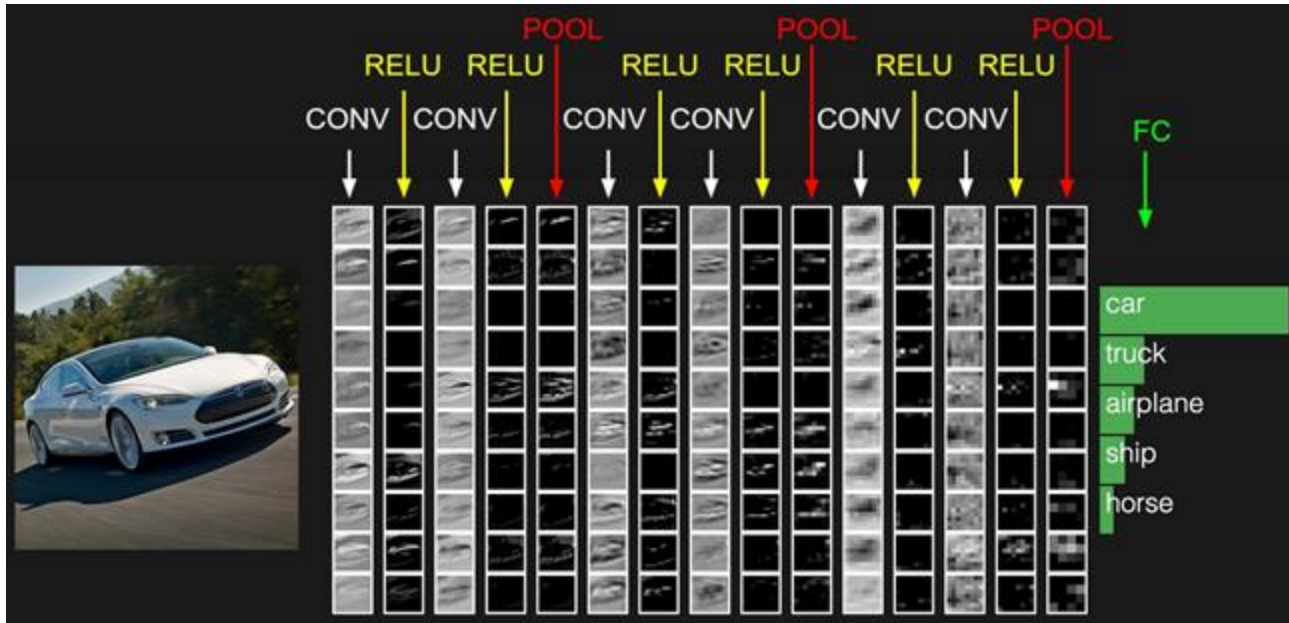 POOL POOL POOL
RELU RELU RELU RELU RELU RELU
CONV CONV CONV CONV CONV CONV
FC
car
truck
airplane
ship
horse